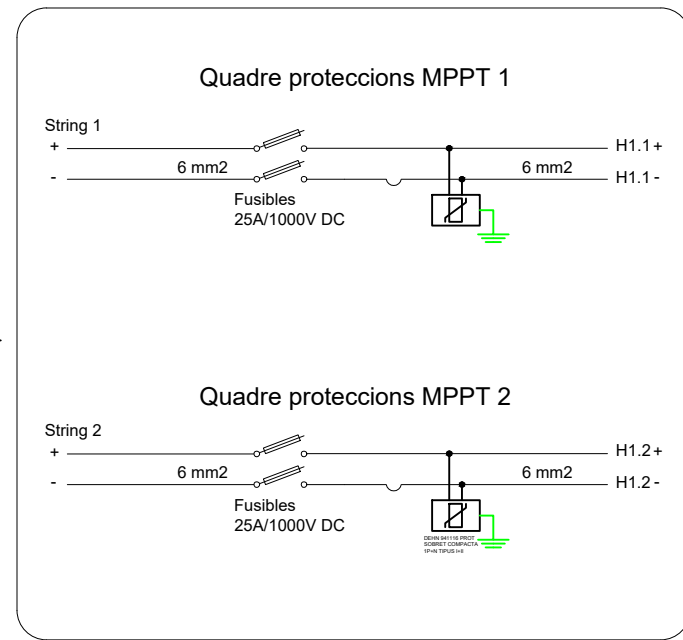 Quadre proteccions MPPT 1
String 1
+ H1.1+
- 6 mm2 6 mm2 H1.1-
Fusibles
25A/1000V DC
Quadre proteccions MPPT 2
String 2
+ H1.2+
- 6 mm2 6 mm2 H1.2-
Fusibles
25A/1000V DC
DEHN 941116 PROT
SOBRET COMPACTA
1P+N TIPUS I+II